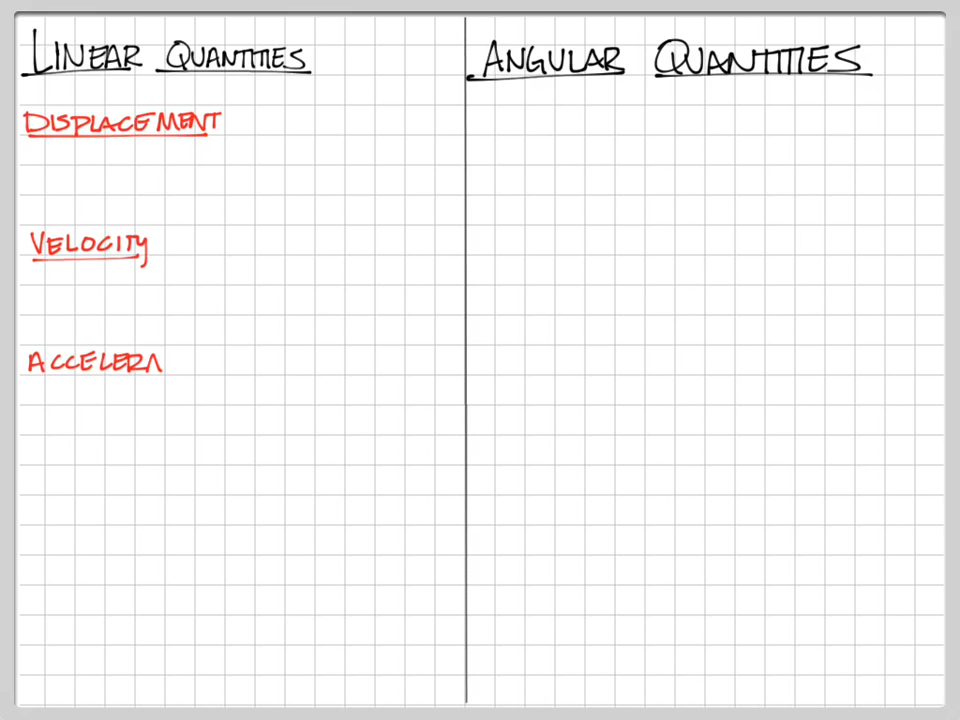 LINEAR QUANTITIES
DISPLACEMENT
VELOCITY
ACCELERA
ANGULAR QUANTITIES